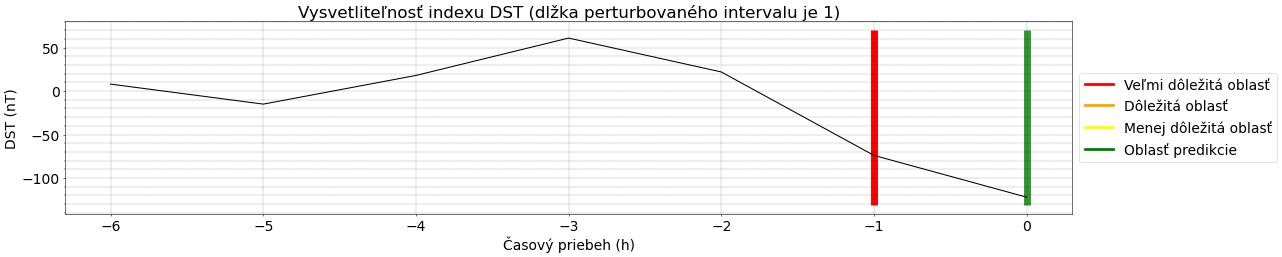 Vysvetliteľnosť indexu DST (dlžka perturbovaného intervalu je 1)
50
0
−50
−100
DST (nT)
−6 −5 −4 −3 −2 −1 0
Časový priebeh (h)
Veľmi dôležitá oblasť
Dôležitá oblasť
Menej dôležitá oblasť
Oblasť predikcie